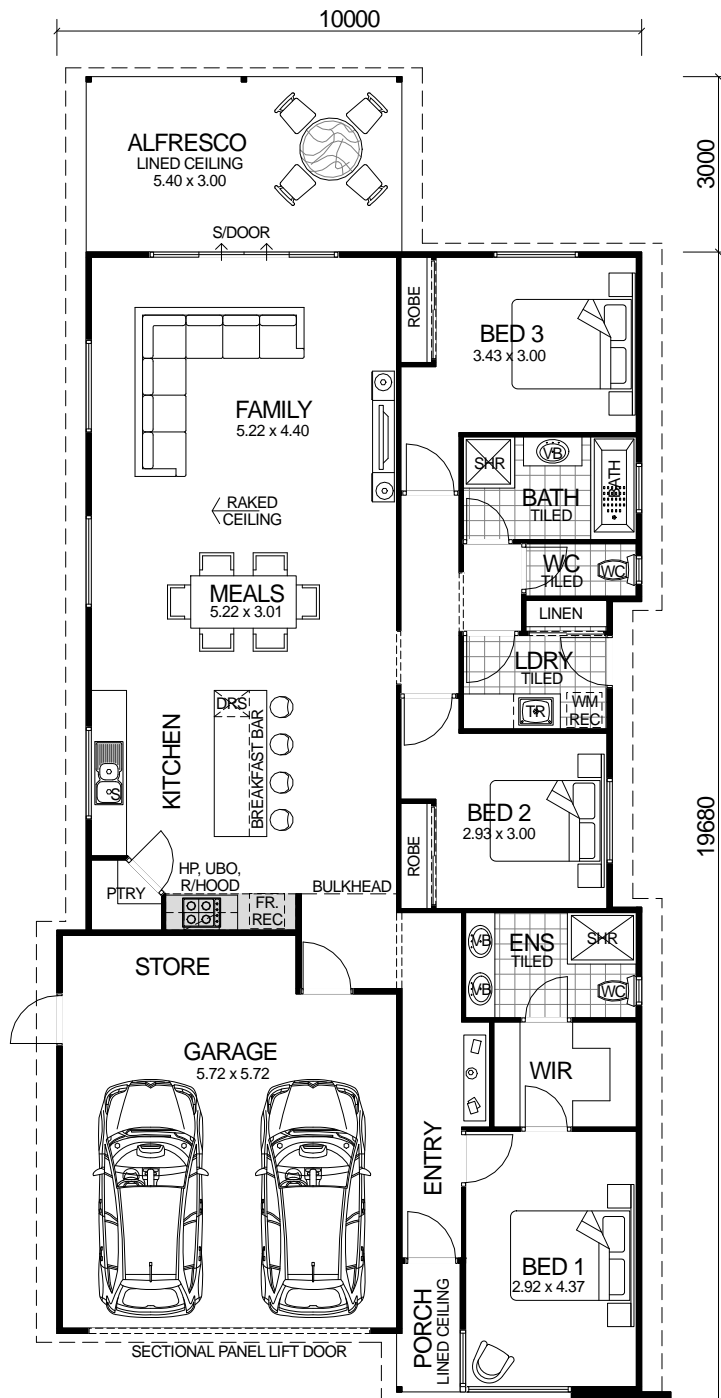 10000
3000
ALFRESCO
LINED CEILING
5.40 x 3.00
S/DOOR
ROBE
BED 3
3.43 x 3.00
FAMILY
5.22 x 4.40
SHR
VB
BATH
BATH
TILED
RAKED
CEILING
WC
TILED
WC
MEALS
5.22 x 3.01
LINEN
LDRY
TILED
TR
WM
REC
DRS
BREAKFAST BAR
KITCHEN
S
19680
BED 2
2.93 x 3.00
ROBE
PTRY
HP, UBO,
R/HOOD
FR.
REC
BULKHEAD
VB
ENS
TILED
SHR
VB
WC
STORE
GARAGE
5.72 x 5.72
WIR
ENTRY
BED 1
2.92 x 4.37
PORCH
LINED CEILING
SECTIONAL PANEL LIFT DOOR